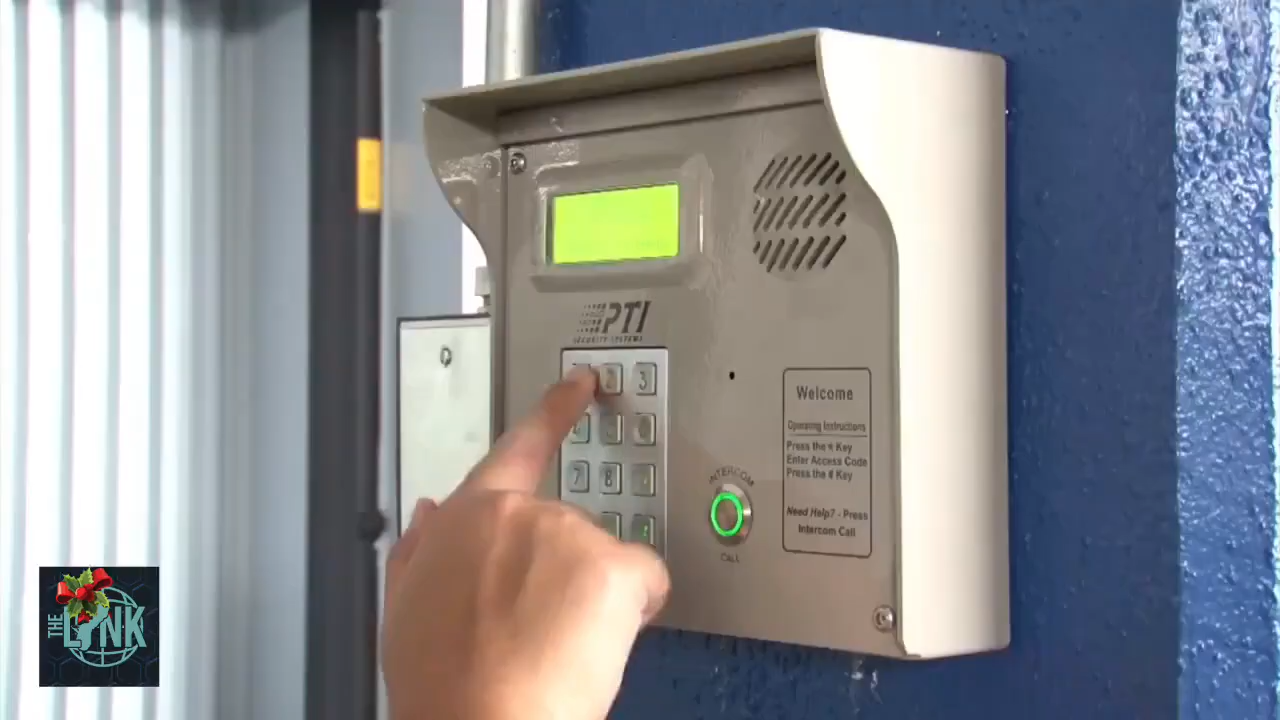 PTI
SECURITY SYSTEMS
2 3
7 8
INTERCOM
CALL
Welcome
Operating Instructions
Press the * Key
Enter Access Code
Press the # Key
Need Help? - Press
Intercom Call
THE LYNK